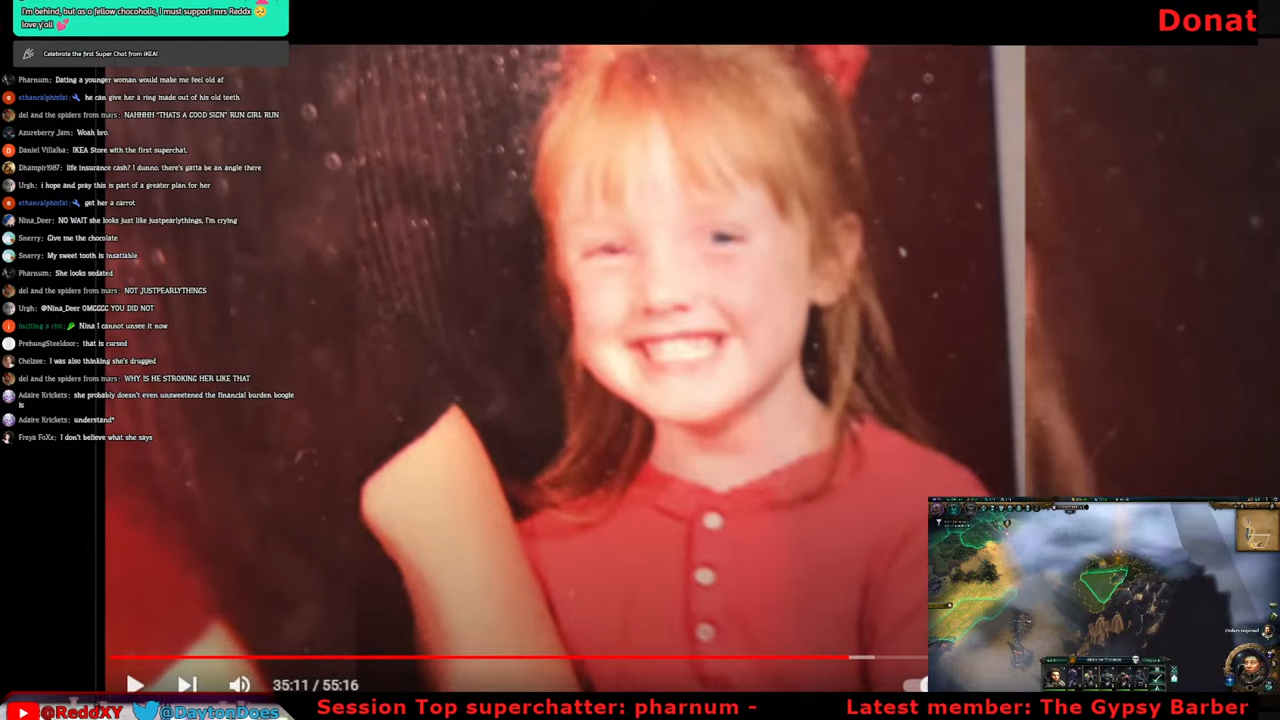 I'm behind, but as a fellow chocoholic, I must support mrs Reddx 🥺
love y'all 💕
Donat
Celebrate the first Super Chat from iKEA!
Pharnum: Dating a younger woman would make me feel old af
ethanralphisfat: he can give her a ring made out of his old teeth
del and the spiders from mars: NAHHHH "THATS A GOOD SIGN" RUN GIRL RUN
Azureberry Jam: Woah bro.
Daniel Villalba: IKEA Store with the first superchat.
Dhampir1987: life insurance cash? I dunno. there's gatta be an angle there
Urgh: i hope and pray this is part of a greater plan for her
ethanralphisfat: get her a carrot
Nina_Deer: NO WAIT she looks just like justpearlythings, I'm crying
Snerry: Give me the chocolate
Snerry: My sweet tooth is insatiable
Pharnum: She looks sedated
del and the spiders from mars: NOT JUSTPEARLYTHINGS
Urgh: @Nina_Deer OMGGGG YOU DID NOT
Inciting a riot: Nina I cannot unsee it now
PrehungSteeldoor: that is cursed
Chelzee: I was also thinking she's drugged
del and the spiders from mars: WHY IS HE STROKING HER LIKE THAT
Adaire Krickets: she probably doesn't even unsweetened the financial burden boogie
is
Adaire Krickets: understand*
Freya FoXx: I don't believe what she says
35:11 / 55:16
@ReddXY @DaytonDoes
Session Top superchatter: pharnum -
Latest member: The Gypsy Barber